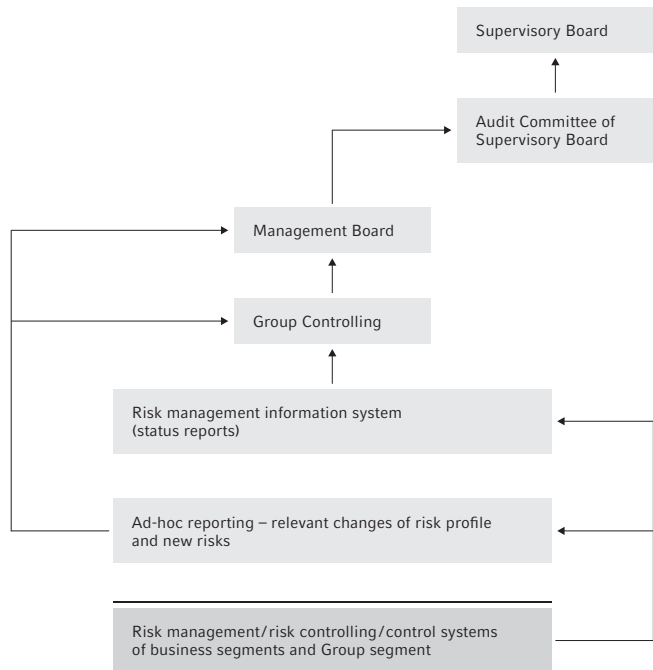 Supervisory Board
Audit Committee of
Supervisory Board
Management Board
Group Controlling
Risk management information system
(status reports)
Ad-hoc reporting – relevant changes of risk profile
and new risks
Risk management/risk controlling/control systems
of business segments and Group segment